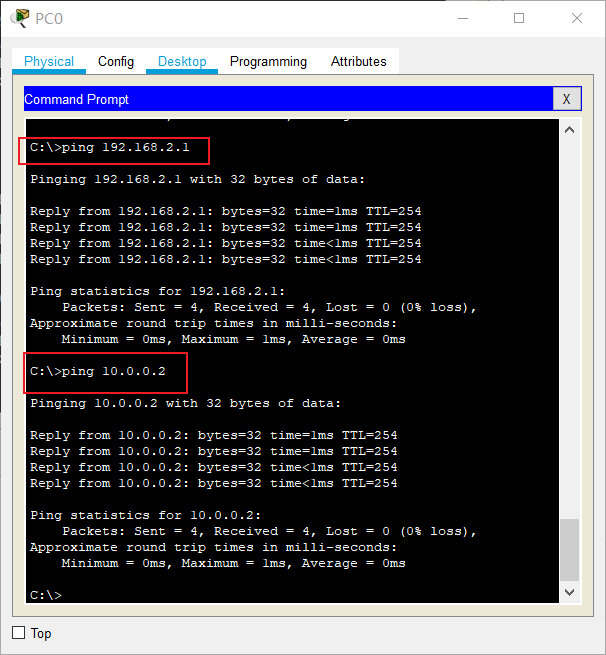 PC0
Physical Config Desktop Programming Attributes
Command Prompt
X
C:\>ping 192.168.2.1
Pinging 192.168.2.1 with 32 bytes of data:
Reply from 192.168.2.1: bytes=32 time=1ms TTL=254
Reply from 192.168.2.1: bytes=32 time=1ms TTL=254
Reply from 192.168.2.1: bytes=32 time<1ms TTL=254
Reply from 192.168.2.1: bytes=32 time<1ms TTL=254
Ping statistics for 192.168.2.1:
Packets: Sent = 4, Received = 4, Lost = 0 (0% loss),
Approximate round trip times in milli-seconds:
Minimum = 0ms, Maximum = 1ms, Average = 0ms
C:\>ping 10.0.0.2
Pinging 10.0.0.2 with 32 bytes of data:
Reply from 10.0.0.2: bytes=32 time=1ms TTL=254
Reply from 10.0.0.2: bytes=32 time=1ms TTL=254
Reply from 10.0.0.2: bytes=32 time<1ms TTL=254
Reply from 10.0.0.2: bytes=32 time<1ms TTL=254
Ping statistics for 10.0.0.2:
Packets: Sent = 4, Received = 4, Lost = 0 (0% loss),
Approximate round trip times in milli-seconds:
Minimum = 0ms, Maximum = 1ms, Average = 0ms
C:\>
Top